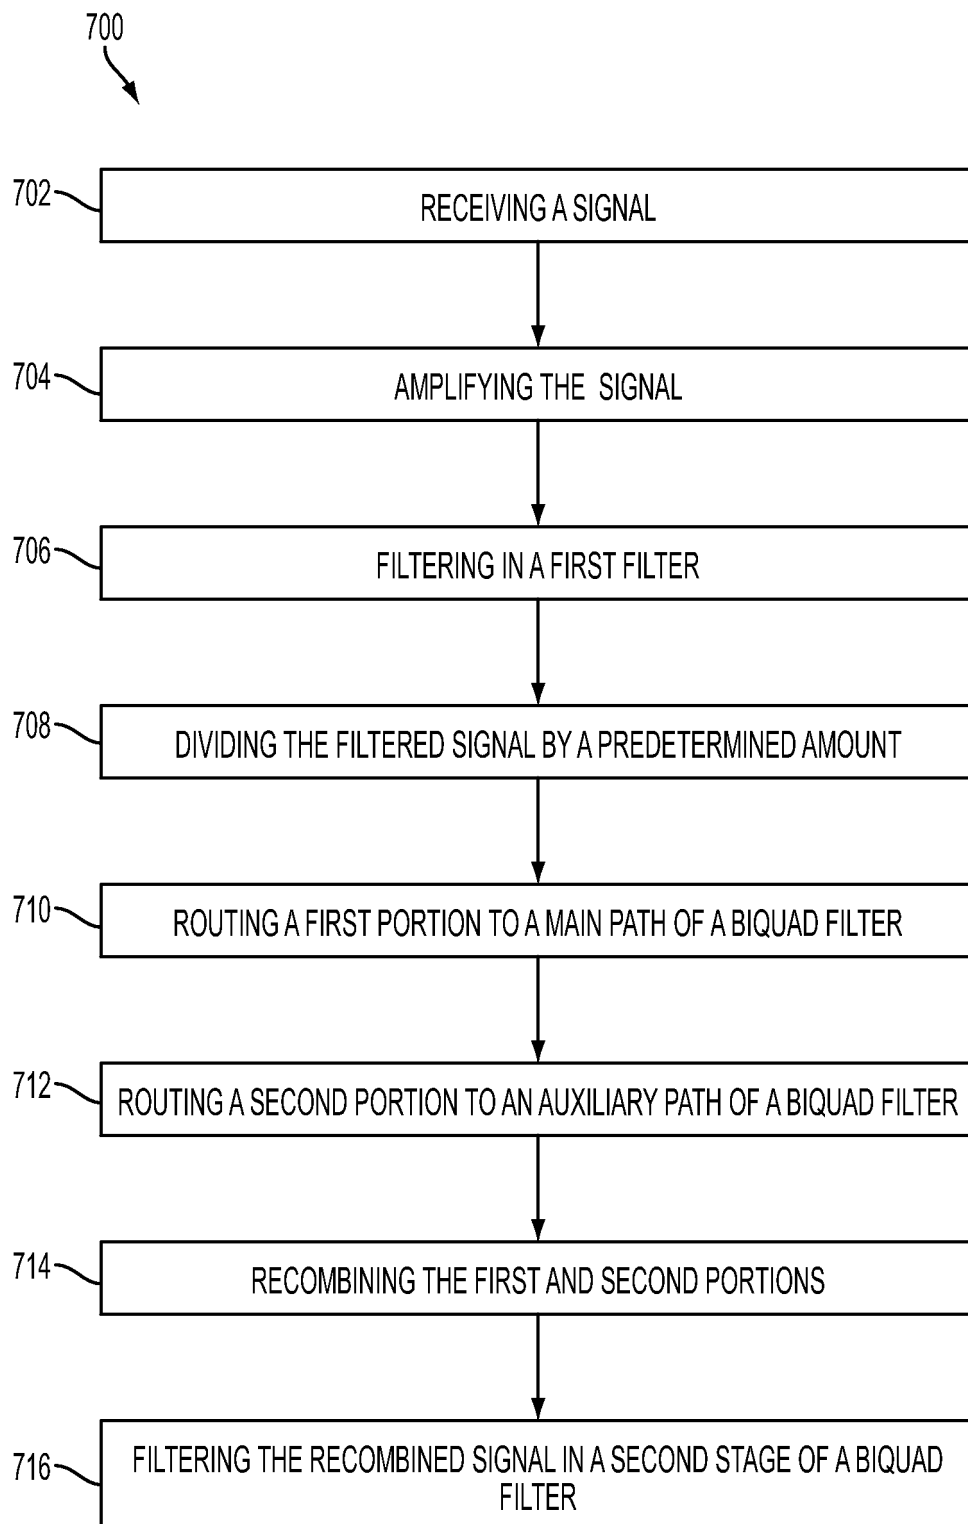 700
702
RECEIVING A SIGNAL
704
AMPLIFYING THE SIGNAL
706
FILTERING IN A FIRST FILTER
708
DIVIDING THE FILTERED SIGNAL BY A PREDETERMINED AMOUNT
710
ROUTING A FIRST PORTION TO A MAIN PATH OF A BIQUAD FILTER
712
ROUTING A SECOND PORTION TO AN AUXILIARY PATH OF A BIQUAD FILTER
714
RECOMBINING THE FIRST AND SECOND PORTIONS
716
FILTERING THE RECOMBINED SIGNAL IN A SECOND STAGE OF A BIQUAD
FILTER